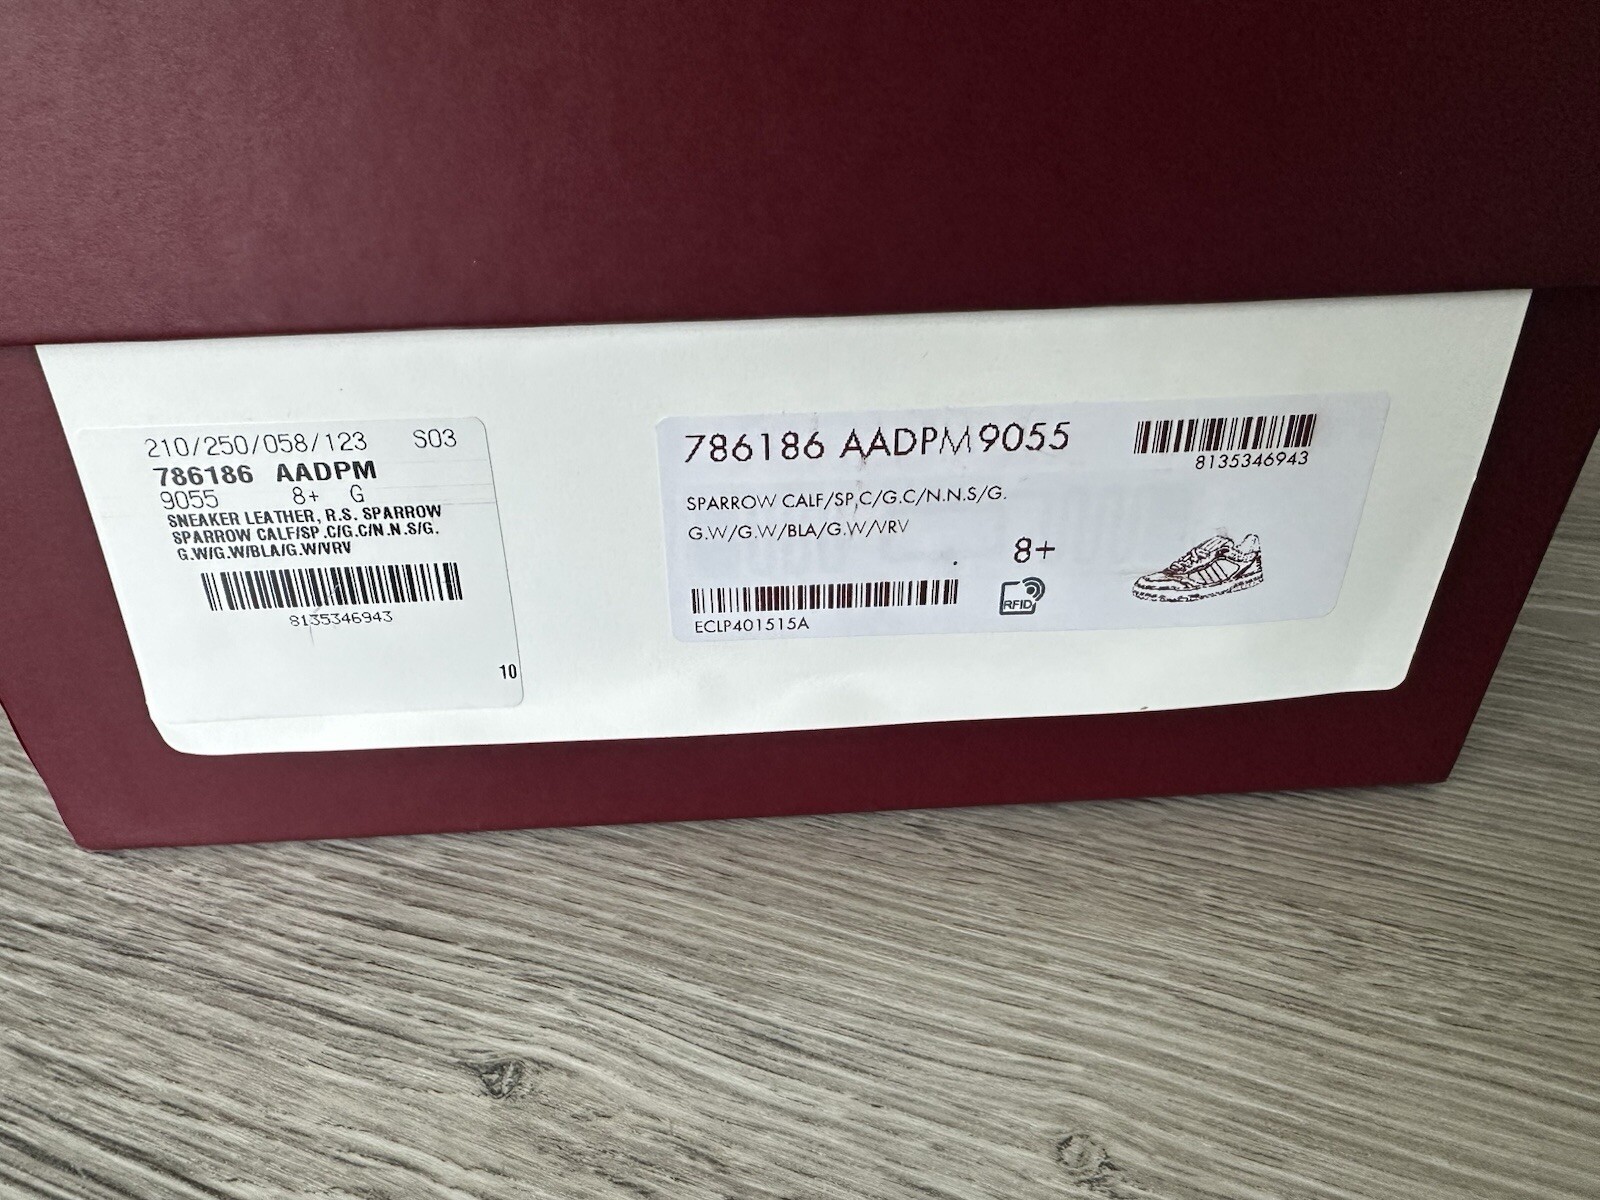 210/250/058/123 S03
786186 AADPM
9055 8+ G
SNEAKER LEATHER, R.S. SPARROW
SPARROW CALF/SP.C/G.C/N.N.S/G.
G.W/G.W/BLA/G.W/VRV
8135346943
10
786186 AADPM9055
8135346943
SPARROW CALF/SP,C/G.C/N.N.S/G.
G.W/G.W/BLA/G.W/VRV
8+
RFID
ECLP401515A